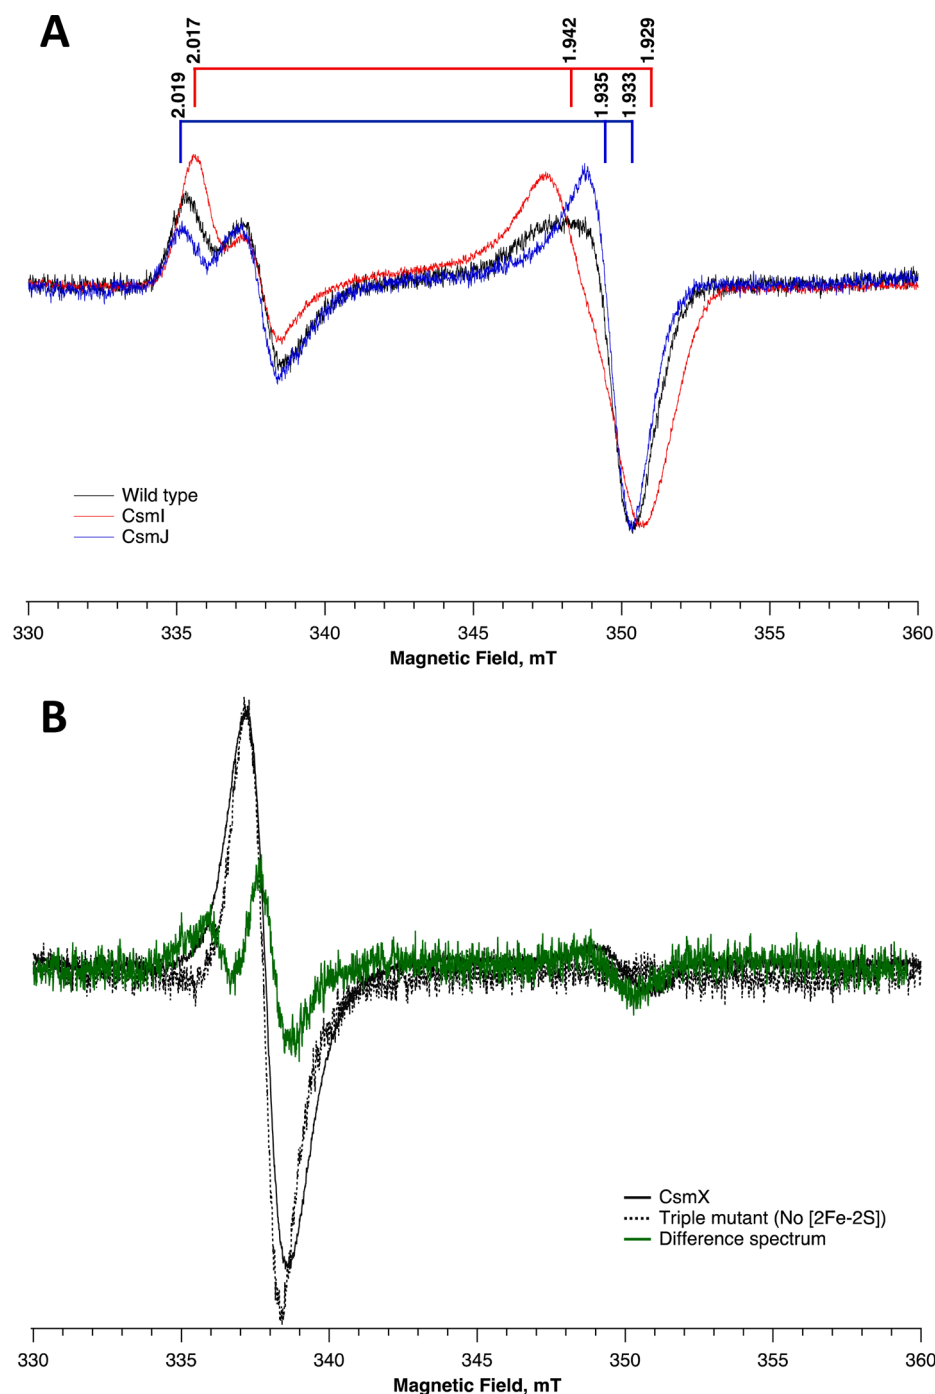 A
2.017
1.942
1.929
2.019
1.935
1.933
Wild type
CsmI
CsmJ
330 335 340 345 350 355 360
Magnetic Field, mT
B
CsmX
Triple mutant (No [2Fe-2S])
Difference spectrum
330 335 340 345 350 355 360
Magnetic Field, mT